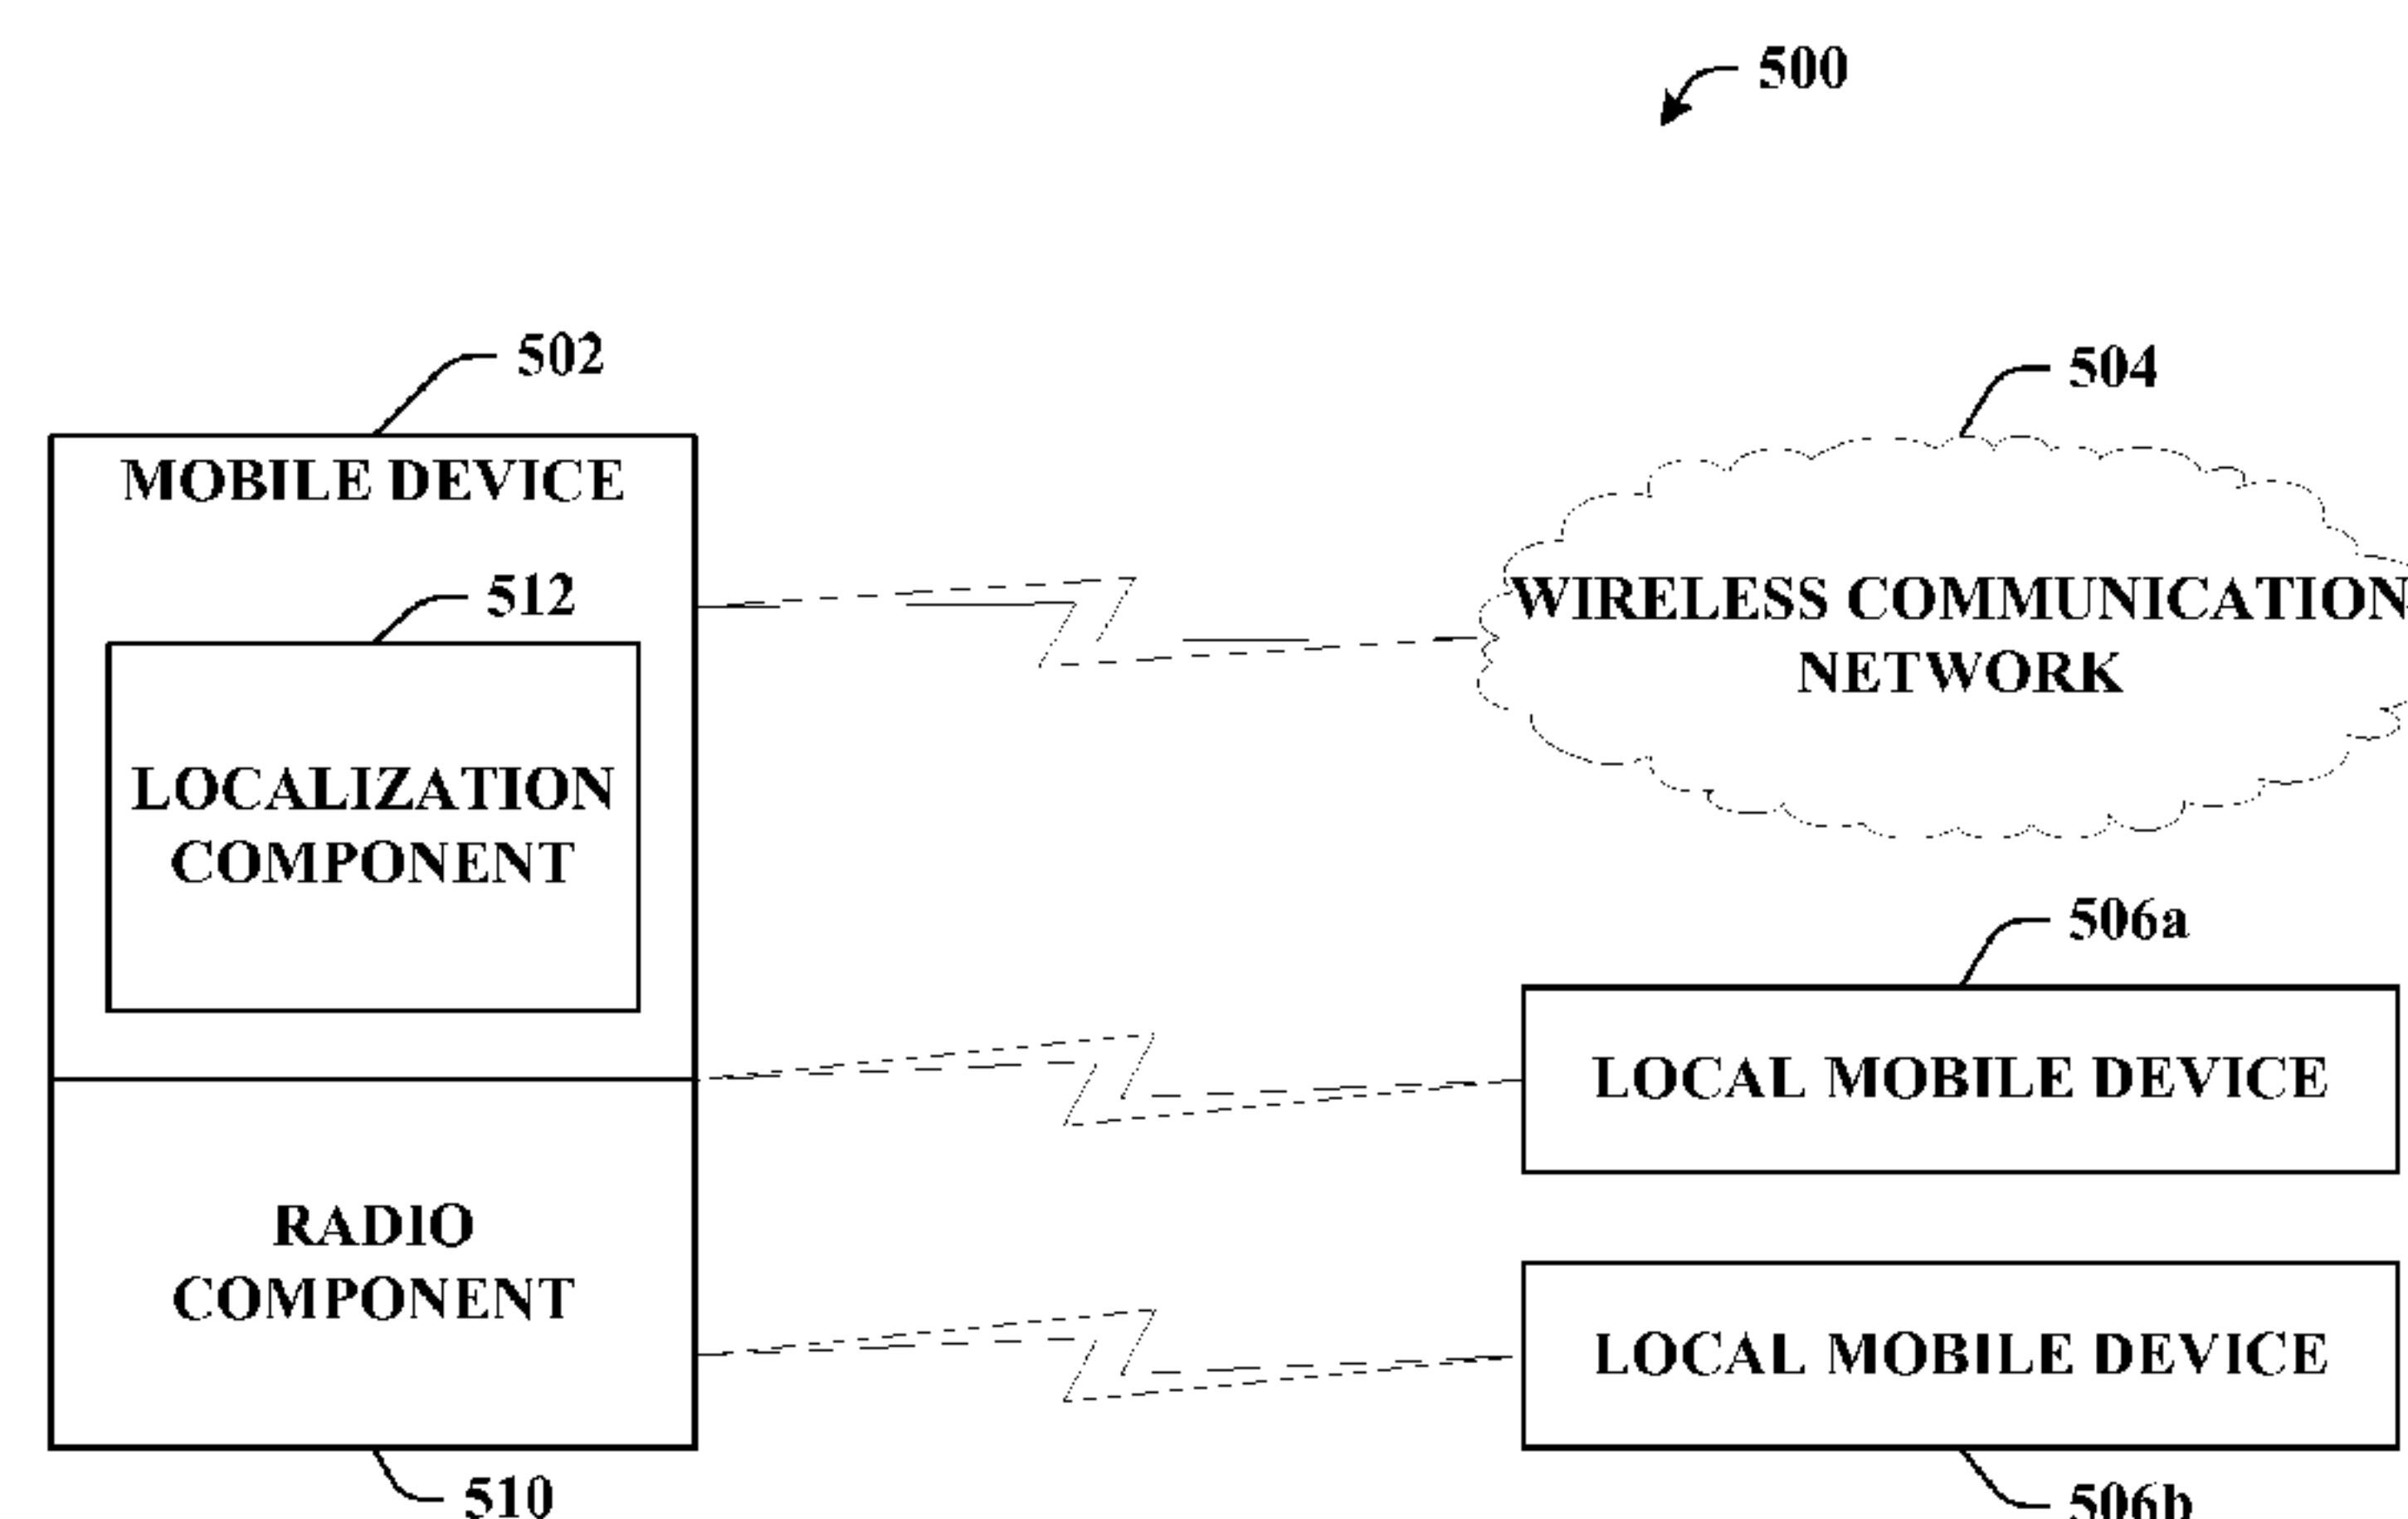 500
502
504
MOBILE DEVICE
512
WIRELESS COMMUNICATION
NETWORK
LOCALIZATION
COMPONENT
506a
LOCAL MOBILE DEVICE
RADIO
COMPONENT
LOCAL MOBILE DEVICE
510
506b